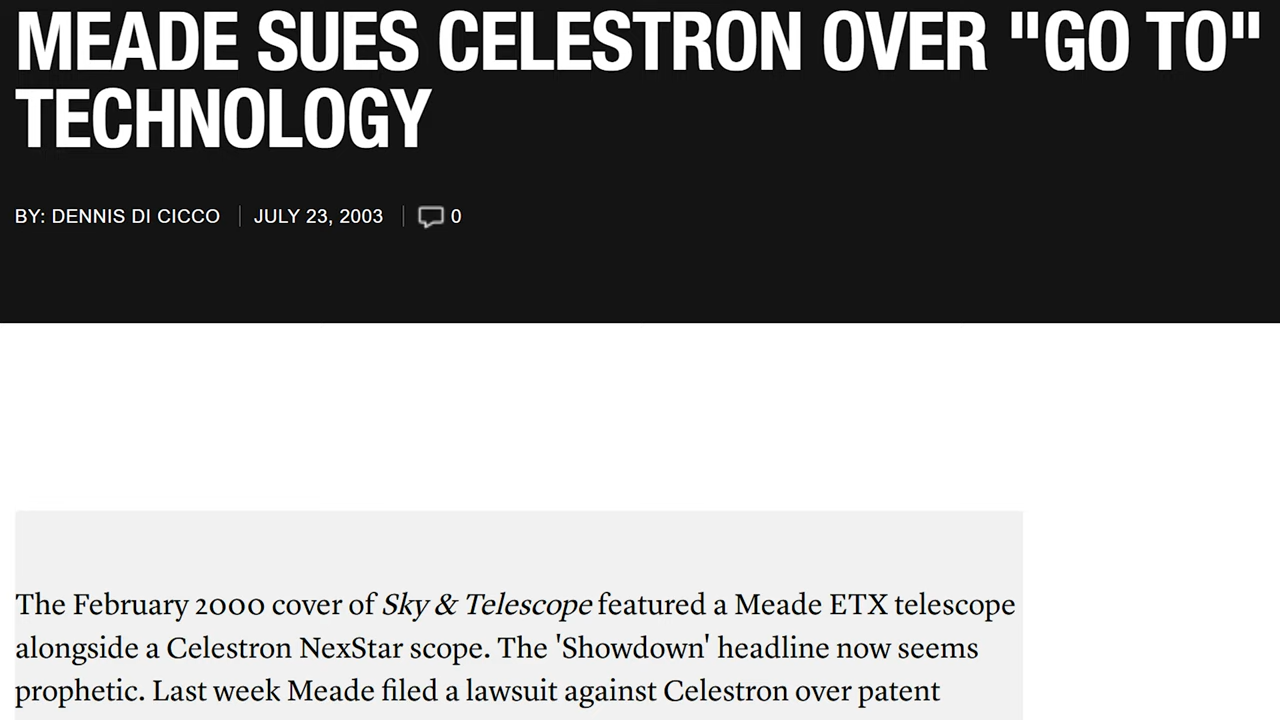 MEADE SUES CELESTRON OVER "GO TO"
TECHNOLOGY
BY: DENNIS DI CICCO JULY 23, 2003 0
The February 2000 cover of Sky & Telescope featured a Meade ETX telescope
alongside a Celestron NexStar scope. The 'Showdown' headline now seems
prophetic. Last week Meade filed a lawsuit against Celestron over patent